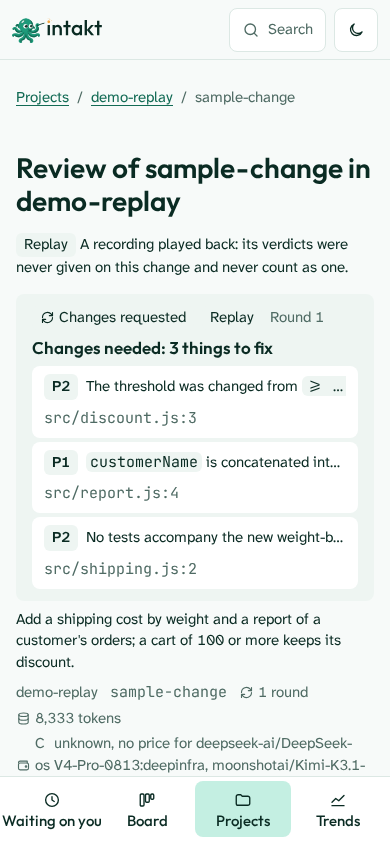 intakt
Search
Projects / demo-replay / sample-change
Review of sample-change in
demo-replay
Replay A recording played back: its verdicts were
never given on this change and never count as one.
Changes requested Replay Round 1
Changes needed: 3 things to fix
P2 The threshold was changed from >= …
src/discount.js:3
P1 customerName is concatenated int…
src/report.js:4
P2 No tests accompany the new weight-b…
src/shipping.js:2
Add a shipping cost by weight and a report of a
customer's orders; a cart of 100 or more keeps its
discount.
demo-replay sample-change 1 round
8,333 tokens
C unknown, no price for deepseek-ai/DeepSeek-
os V4-Pro-0813:deepinfra, moonshotai/Kimi-K3.1-
Waiting on you Board Projects Trends